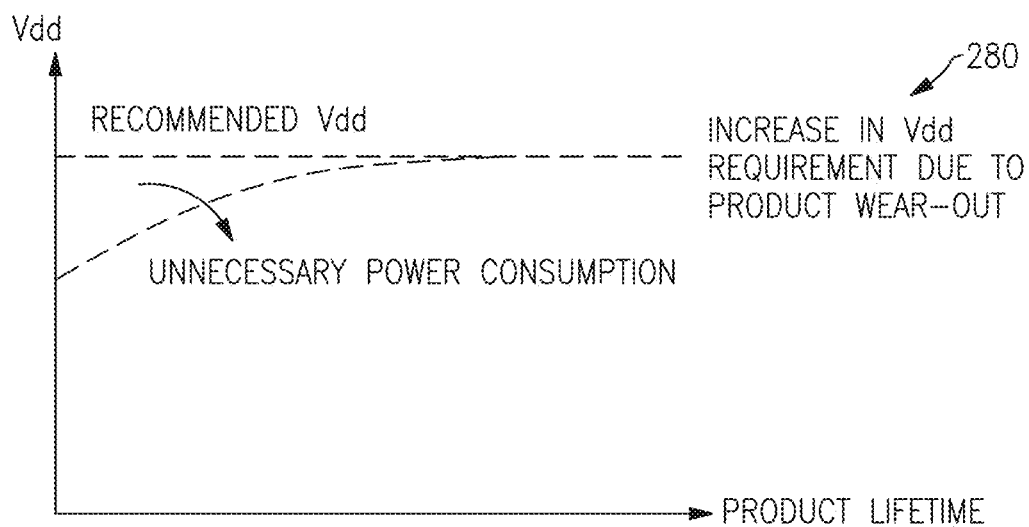 Vdd
280
RECOMMENDED Vdd
INCREASE IN Vdd
REQUIREMENT DUE TO
PRODUCT WEAR-OUT
UNNECESSARY POWER CONSUMPTION
PRODUCT LIFETIME